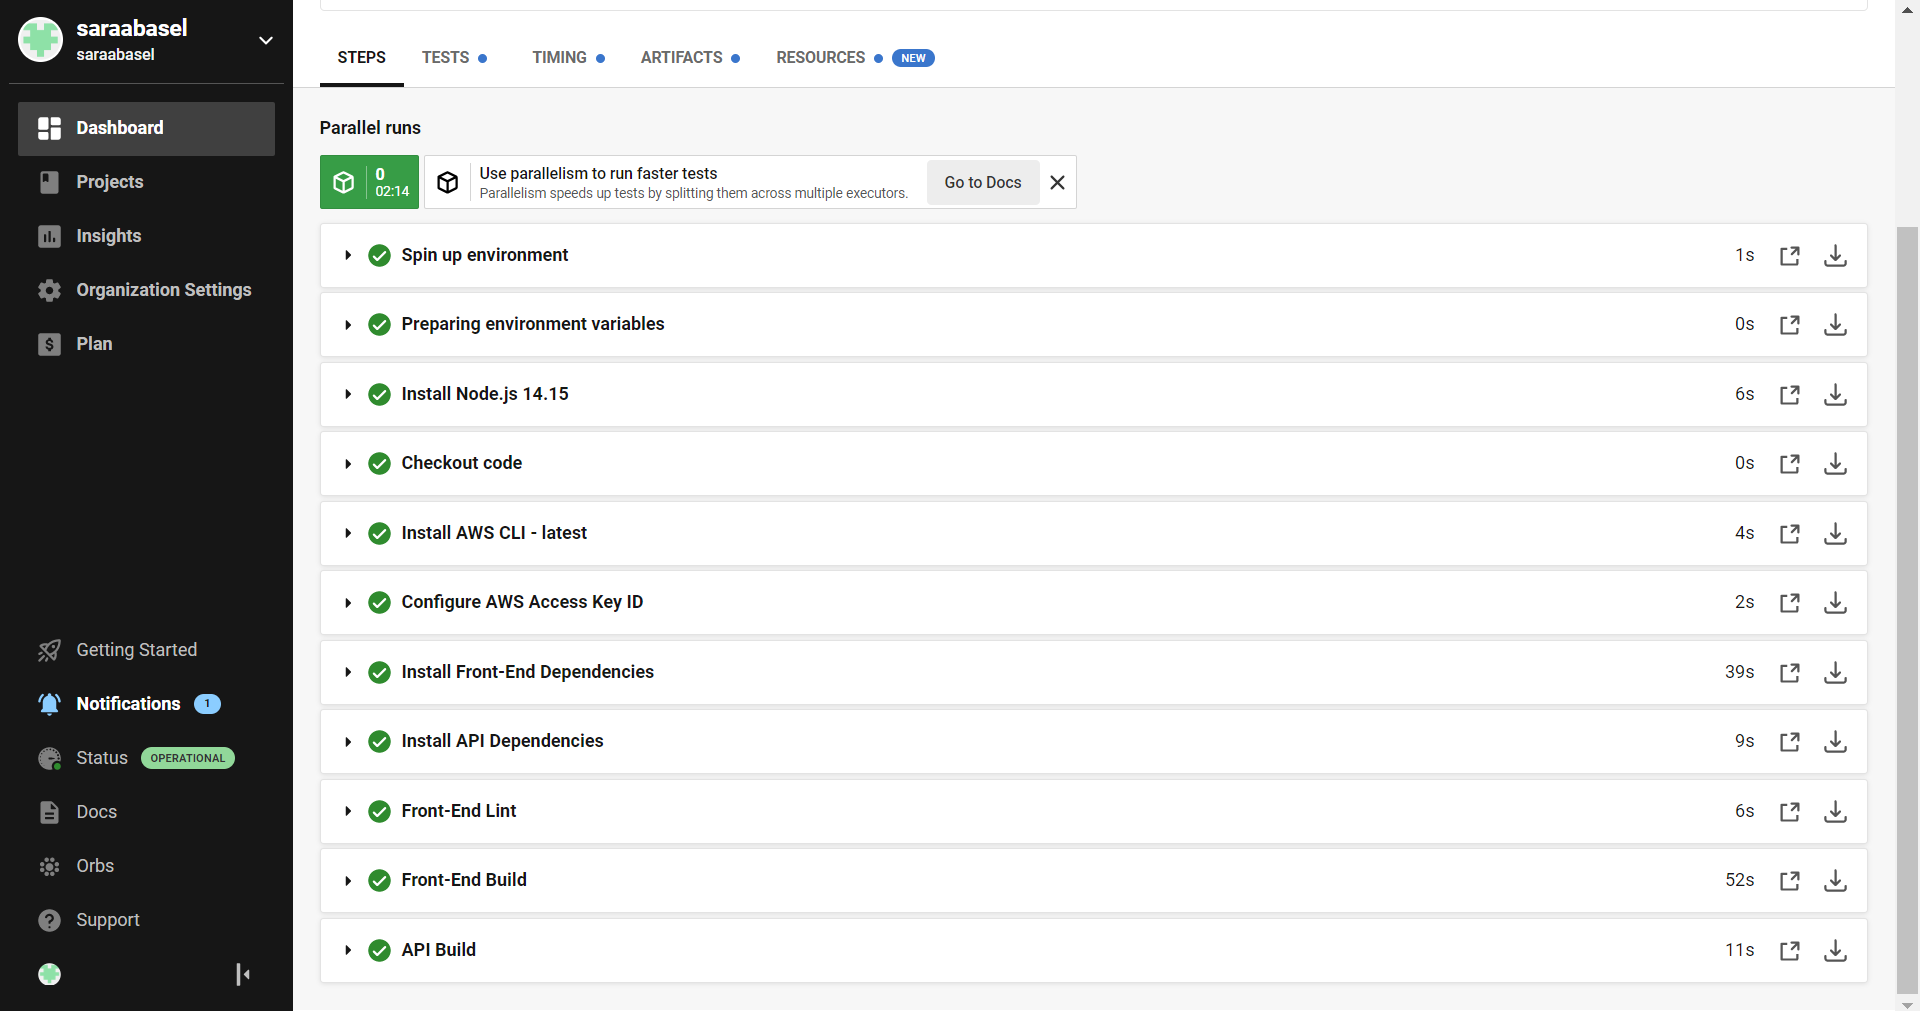 saraabasel
saraabasel
Dashboard
Projects
Insights
Organization Settings
Plan
Getting Started
Notifications 1
Status OPERATIONAL
Docs
Orbs
Support
STEPS TESTS TIMING ARTIFACTS RESOURCES NEW
Parallel runs
0
02:14
Use parallelism to run faster tests
Parallelism speeds up tests by splitting them across multiple executors.
Go to Docs
Spin up environment 1s
Preparing environment variables 0s
Install Node.js 14.15 6s
Checkout code 0s
Install AWS CLI - latest 4s
Configure AWS Access Key ID 2s
Install Front-End Dependencies 39s
Install API Dependencies 9s
Front-End Lint 6s
Front-End Build 52s
API Build 11s